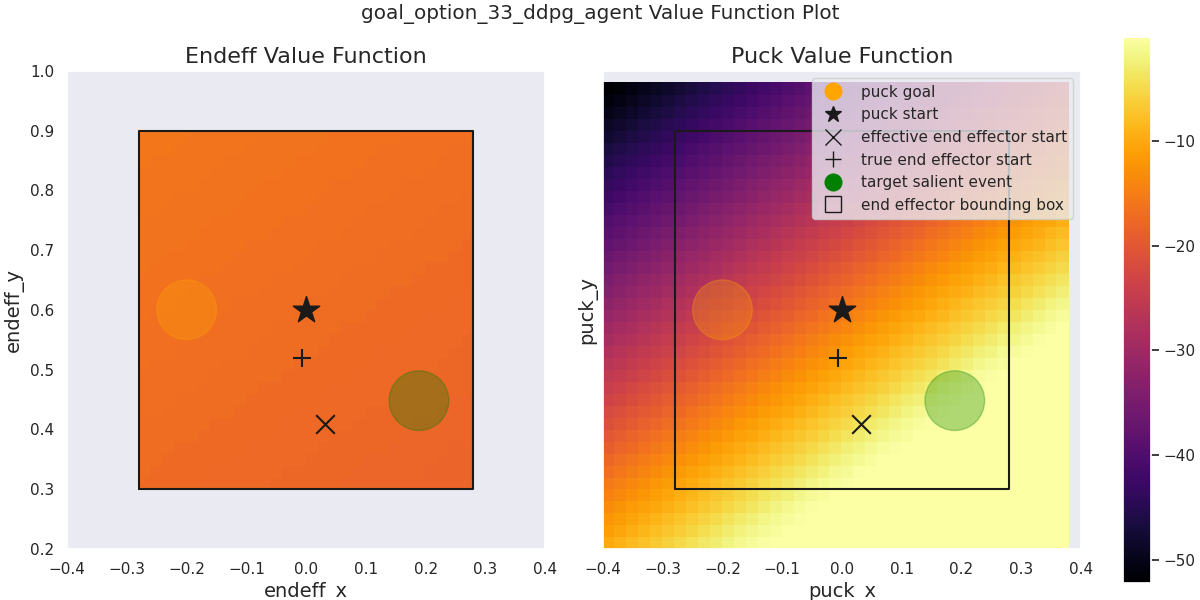 goal_option_33_ddpg_agent Value Function Plot
Endeff Value Function
1.0
0.9
0.8
0.7
0.6
0.5
0.4
0.3
0.2
endeff_y
−0.4 −0.3 −0.2 −0.1 0.0 0.1 0.2 0.3 0.4
endeff_x
Puck Value Function
puck goal
puck start
effective end effector start
true end effector start
target salient event
end effector bounding box
puck_y
−0.4 −0.3 −0.2 −0.1 0.0 0.1 0.2 0.3 0.4
puck_x
−10
−20
−30
−40
−50